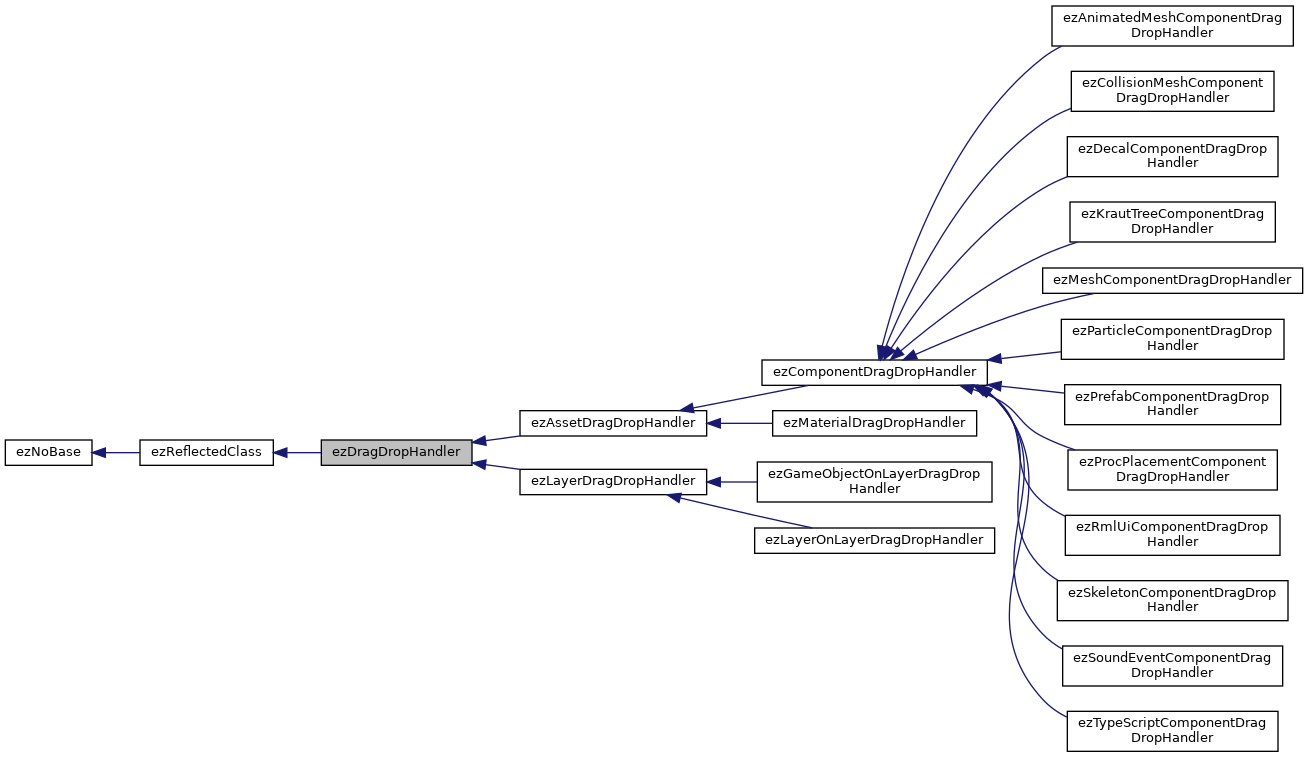 ezAnimatedMeshComponentDrag
DropHandler
ezCollisionMeshComponent
DragDropHandler
ezDecalComponentDragDrop
Handler
ezKrautTreeComponentDrag
DropHandler
ezMeshComponentDragDropHandler
ezParticleComponentDragDrop
Handler
ezComponentDragDropHandler
ezPrefabComponentDragDrop
Handler
ezAssetDragDropHandler
ezMaterialDragDropHandler
ezNoBase
ezReflectedClass
ezDragDropHandler
ezProcPlacementComponent
DragDropHandler
ezLayerDragDropHandler
ezGameObjectOnLayerDragDrop
Handler
ezRmlUiComponentDragDrop
Handler
ezLayerOnLayerDragDropHandler
ezSkeletonComponentDragDrop
Handler
ezSoundEventComponentDrag
DropHandler
ezTypeScriptComponentDrag
DropHandler